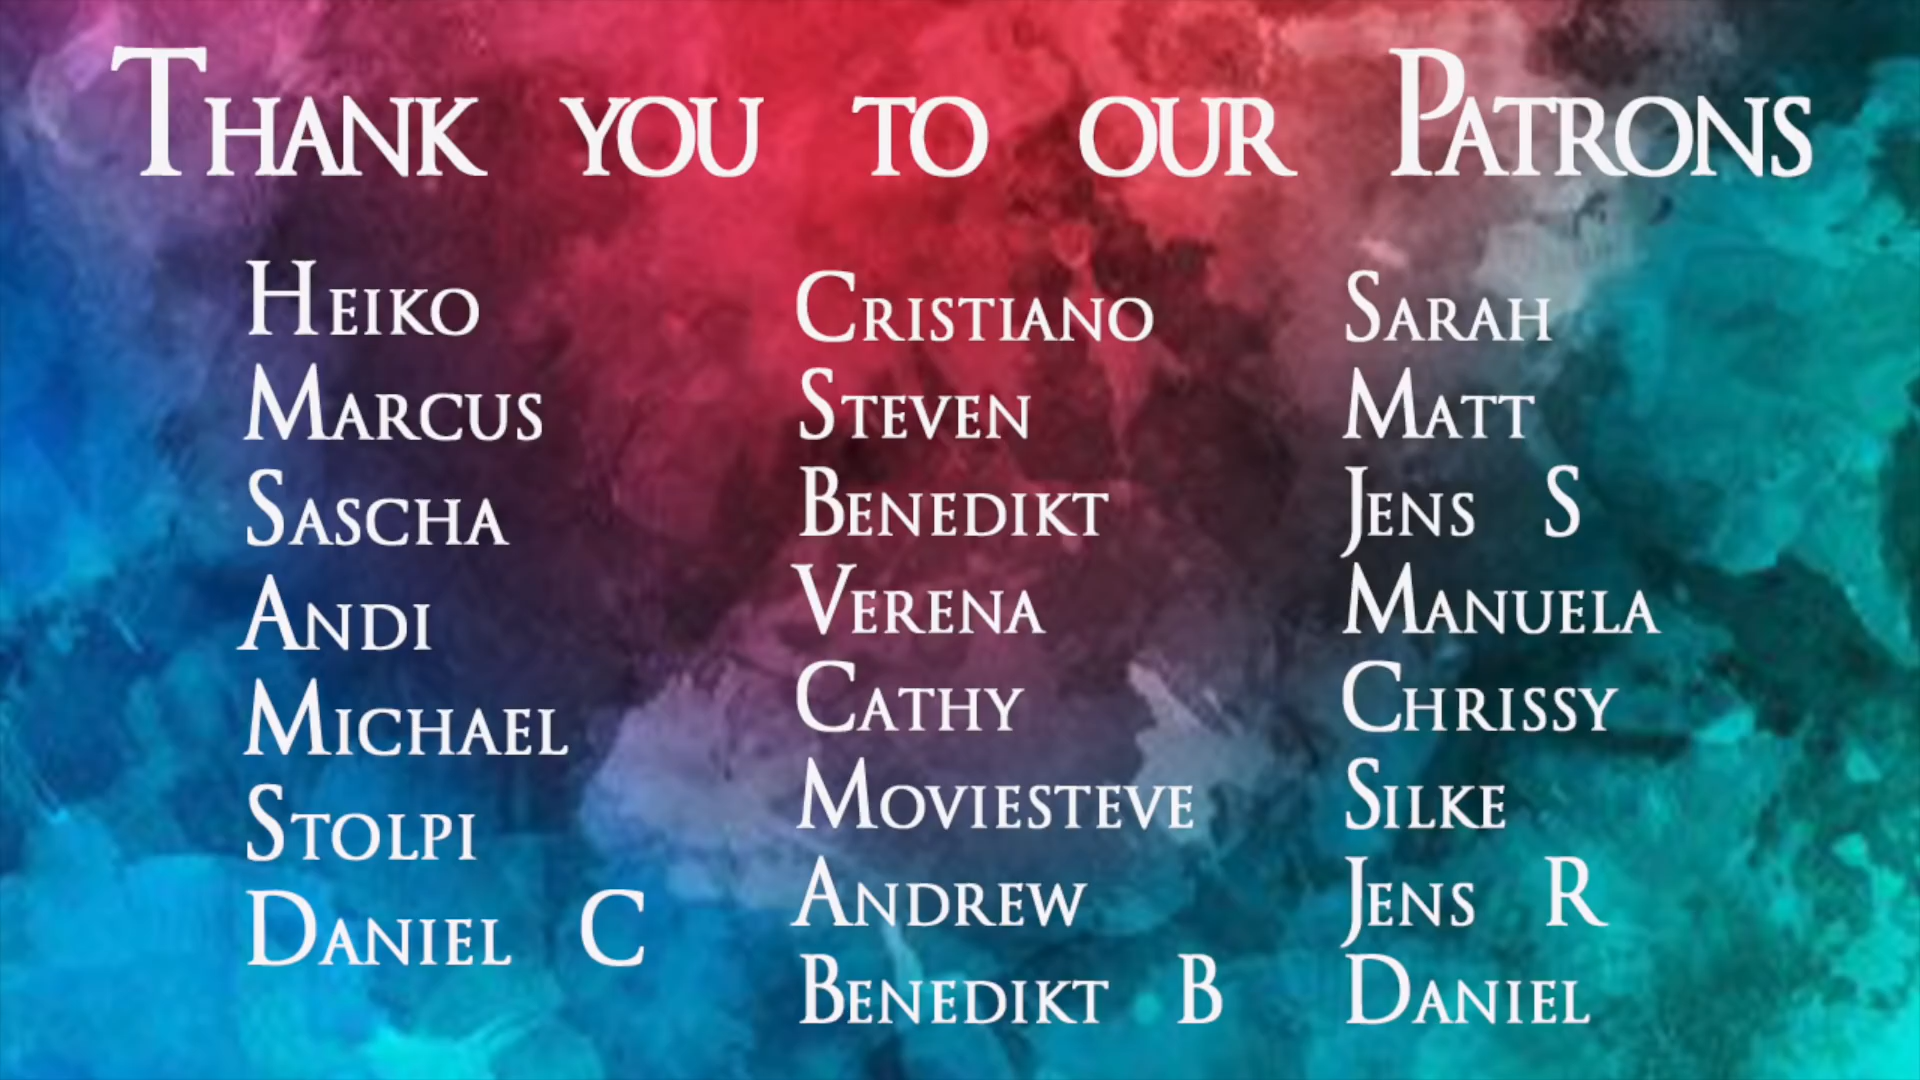 Thank you to our Patrons
Heiko
Marcus
Sascha
Andi
Michael
Stolpi
Daniel C
Cristiano
Steven
Benedikt
Verena
Cathy
Moviesteve
Andrew
Benedikt B
Sarah
Matt
Jens S
Manuela
Chrissy
Silke
Jens R
Daniel